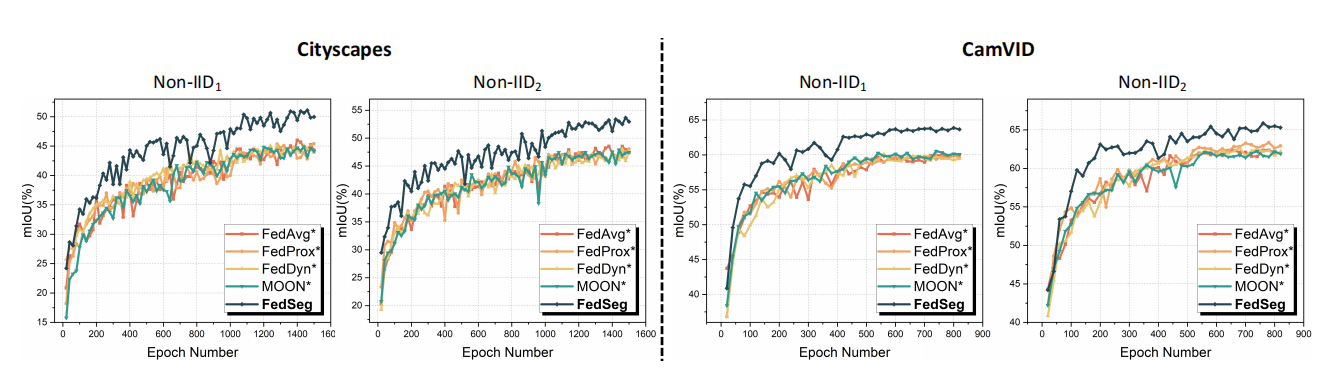 Cityscapes
CamVID
Non-IID1
Non-IID2
Non-IID1
Non-IID2
mIoU(%)
50
45
40
35
30
25
20
15
0 200 400 600 800 1000 1200 1400 160
Epoch Number
FedAvg*
FedProx*
FedDyn*
MOON*
FedSeg
mIoU(%)
55
50
45
40
35
30
25
20
0 200 400 600 800 1000 1200 1400 1600
Epoch Number
FedAvg*
FedProx*
FedDyn*
MOON*
FedSeg
mIoU(%)
65
60
55
50
45
40
0 100 200 300 400 500 600 700 800 900
Epoch Number
FedAvg*
FedProx*
FedDyn*
MOON*
FedSeg
mIoU(%)
65
60
55
50
45
40
0 100 200 300 400 500 600 700 800 900
Epoch Number
FedAvg*
FedProx*
FedDyn*
MOON*
FedSeg